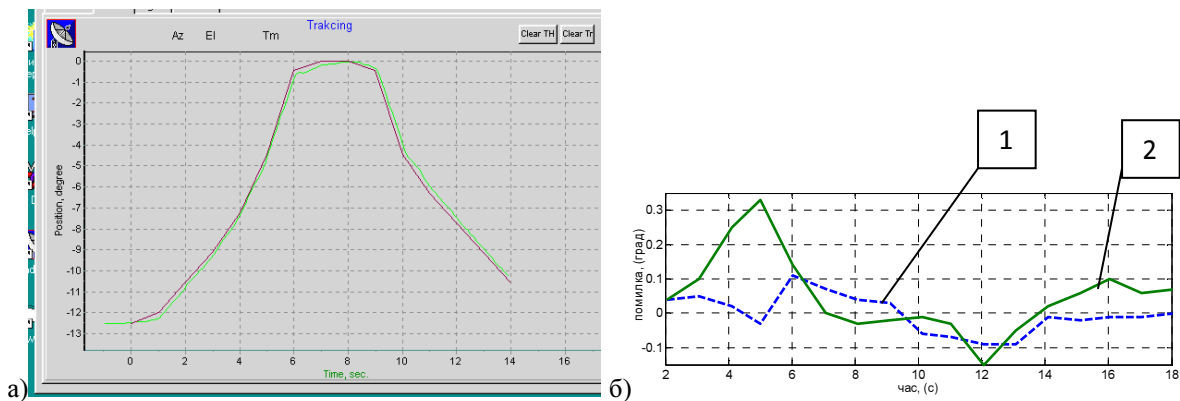 Trakcing
Az El Tm
Clear TH Clear Tr
0
-1
-2
-3
-4
-5
-6
-7
-8
-9
-10
-11
-12
-13
Position, degree
0 2 4 6 8 10 12 14 16
Time, sec.
а)
1
2
0.3
0.2
0.1
0
-0.1
помилка, (град)
2 4 6 8 10 12 14 16 18
час, (с)
б)